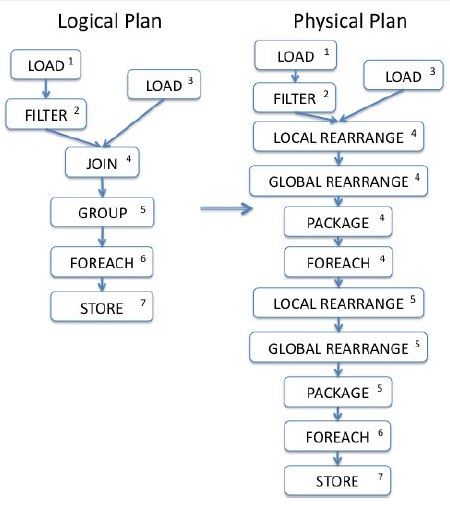 Logical Plan
LOAD 1
LOAD 3
FILTER 2
JOIN 4
GROUP 5
FOREACH 6
STORE 7
Physical Plan
LOAD 1
LOAD 3
FILTER 2
LOCAL REARRANGE 4
GLOBAL REARRANGE 4
PACKAGE 4
FOREACH 4
LOCAL REARRANGE 5
GLOBAL REARRANGE 5
PACKAGE 5
FOREACH 6
STORE 7